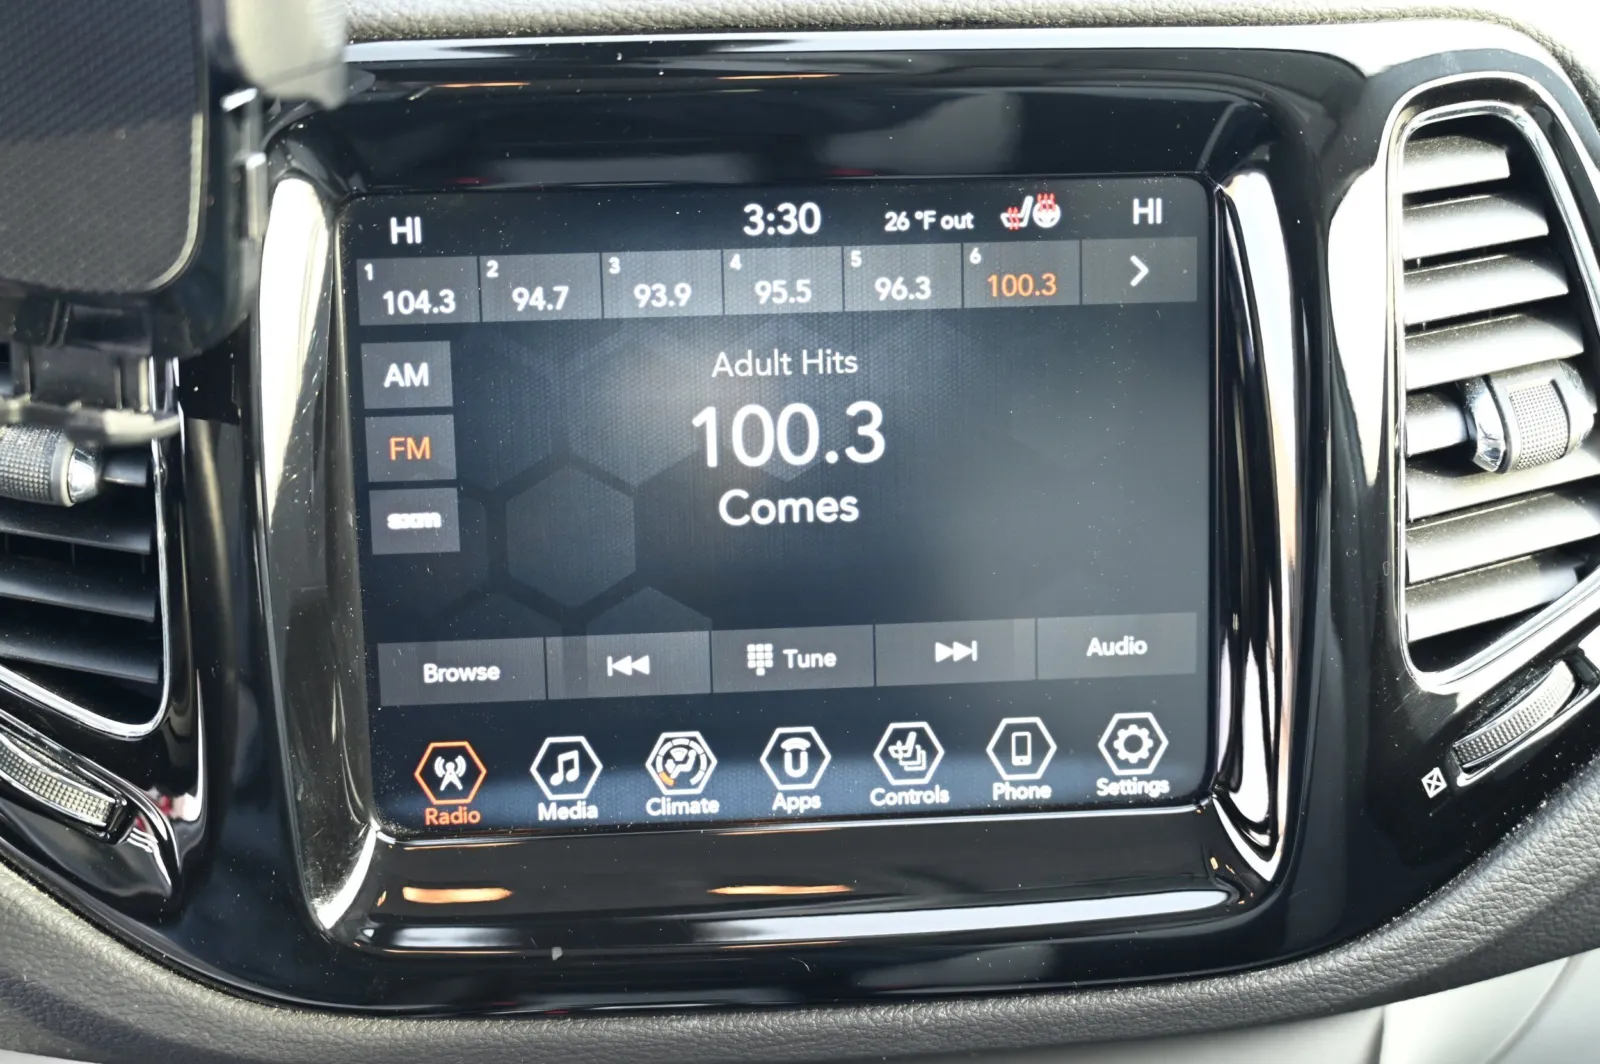 HI 3:30 26 °F out HI
1 104.3 2 94.7 3 93.9 4 95.5 5 96.3 6 100.3
AM
FM
sxm
Adult Hits
100.3
Comes
Browse Tune Audio
Radio Media Climate Apps Controls Phone Settings